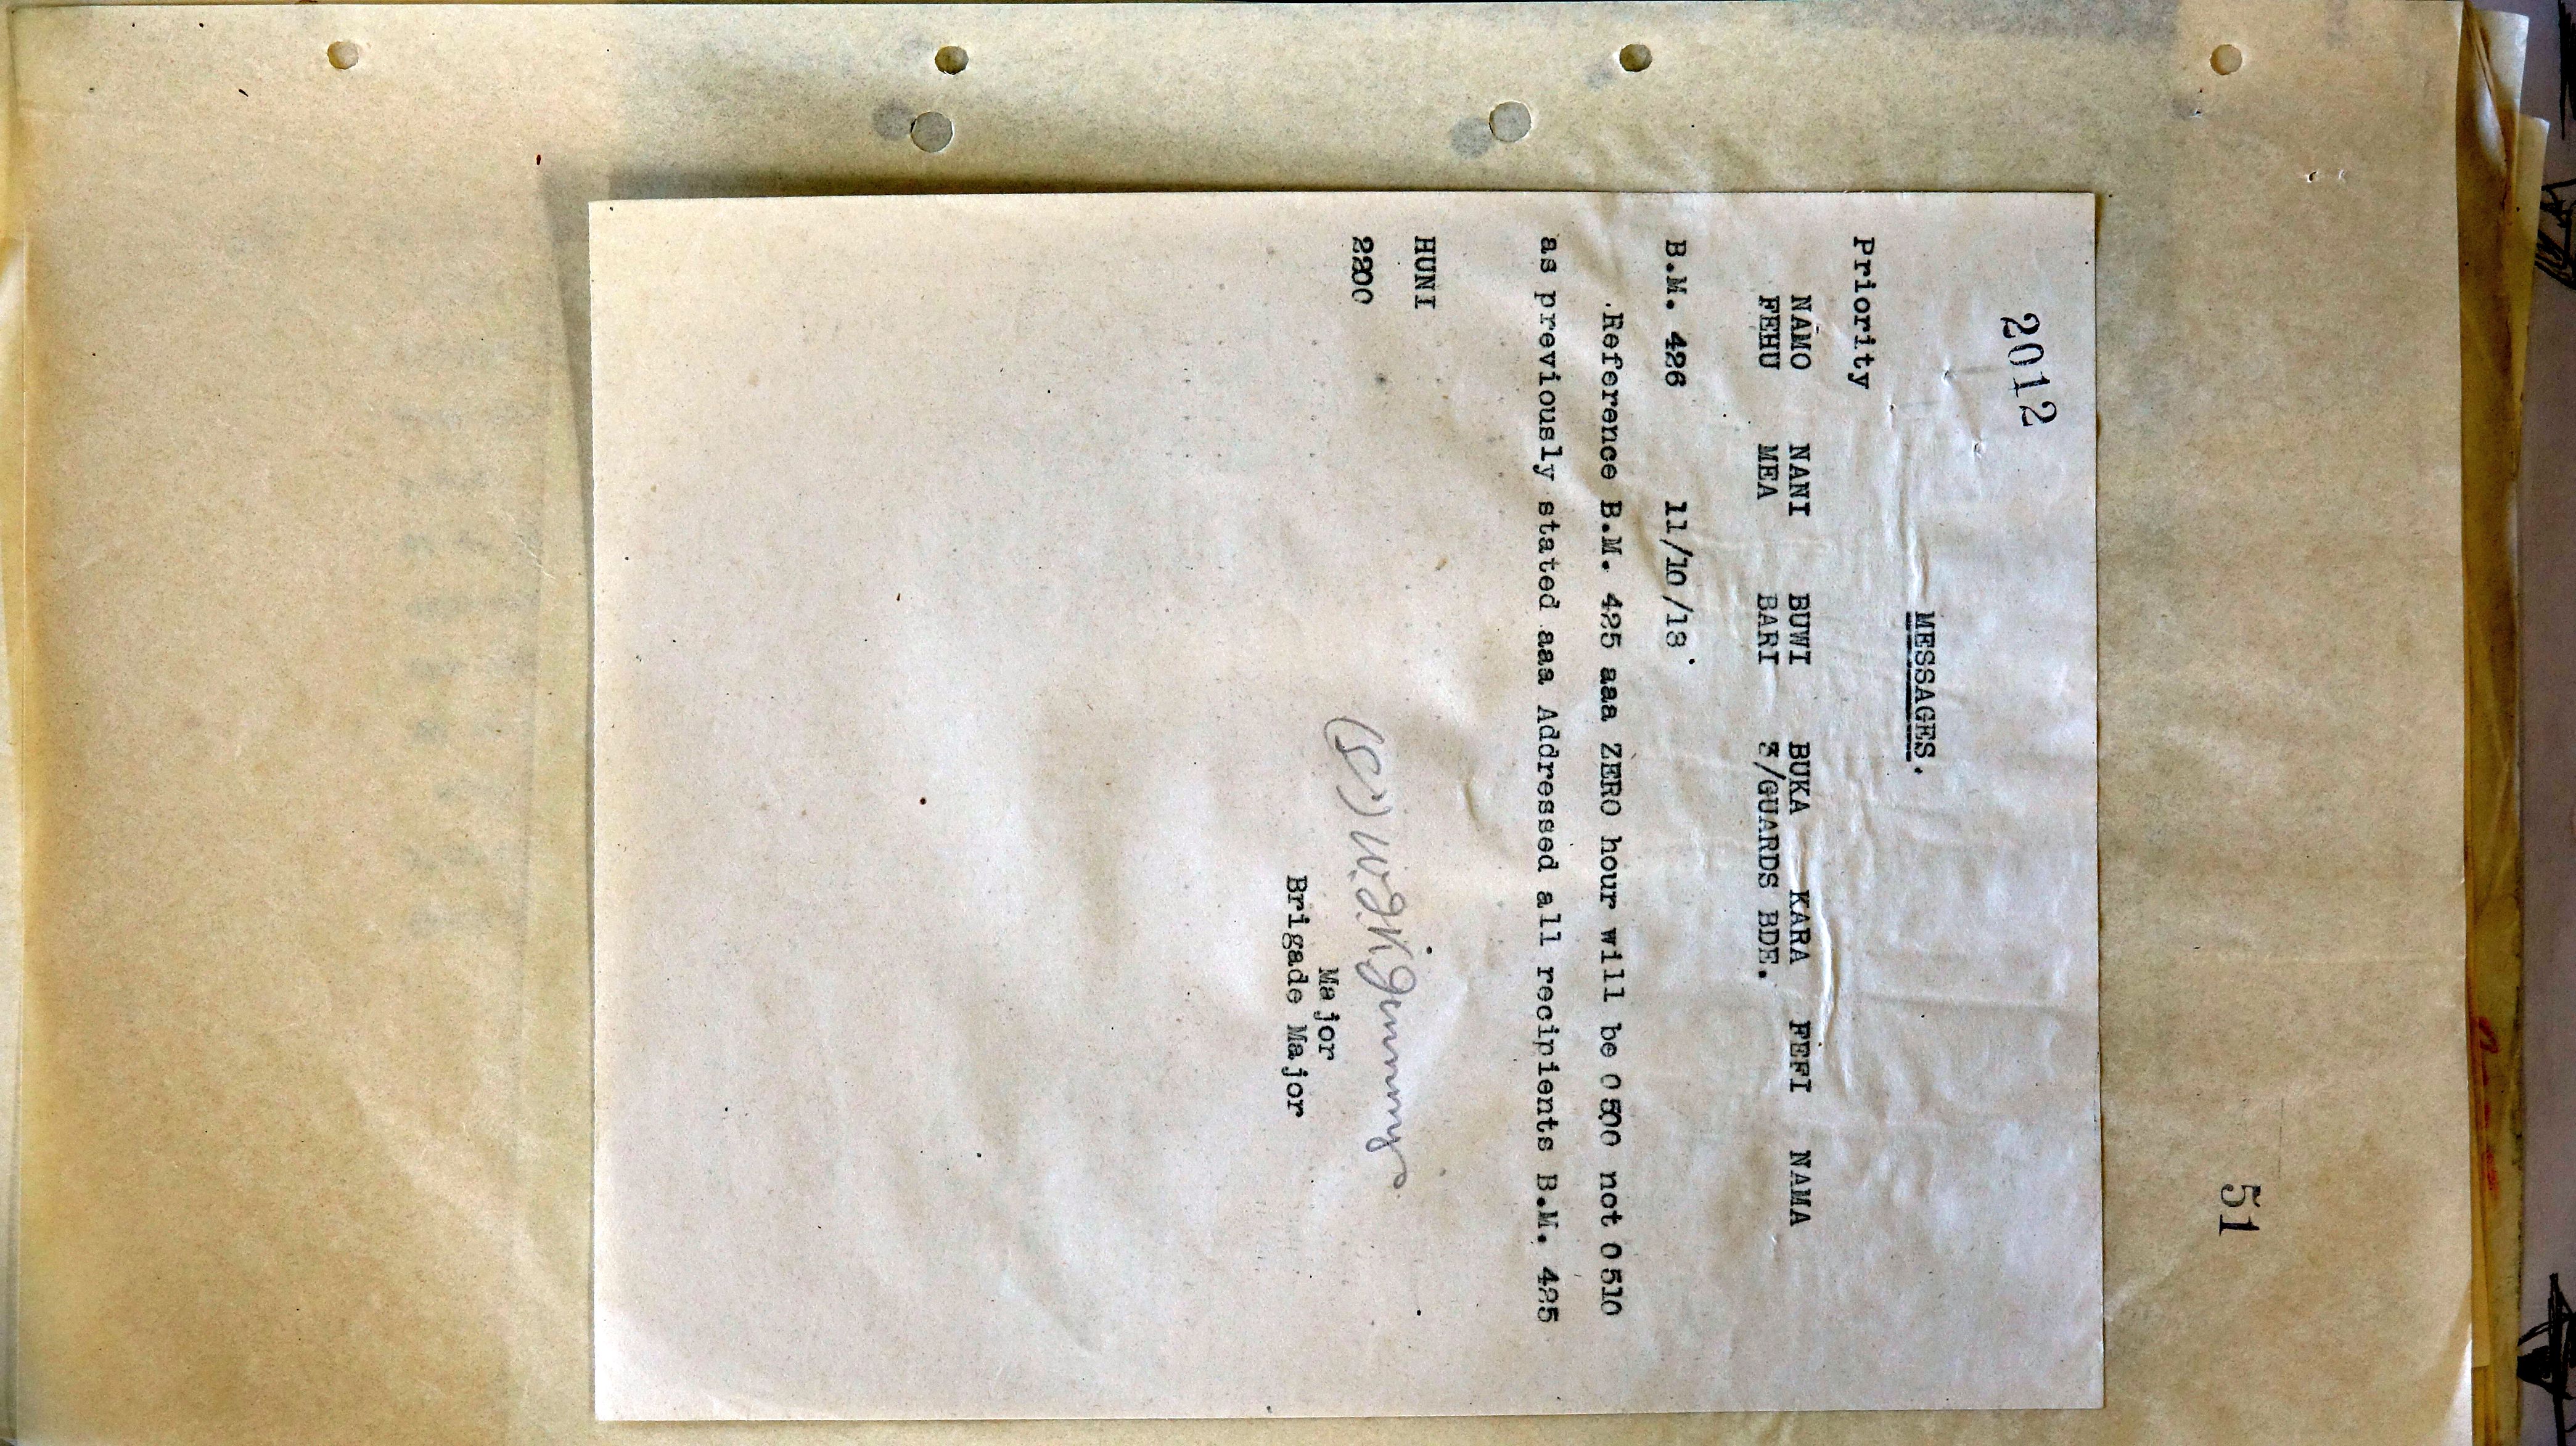 51
2012
MESSAGES.
Priority
NAMO NANI BUWI BUKA KARA FEFI NAMA
FEHU MEA BARI 3/GUARDS BDE.
B.M. 426 11/10/18
Reference B.M. 425 aaa ZERO hour will be 0500 not 0510
as previously stated aaa Addressed all recipients B.M. 425
HUNI
2200
Major
Brigade Major